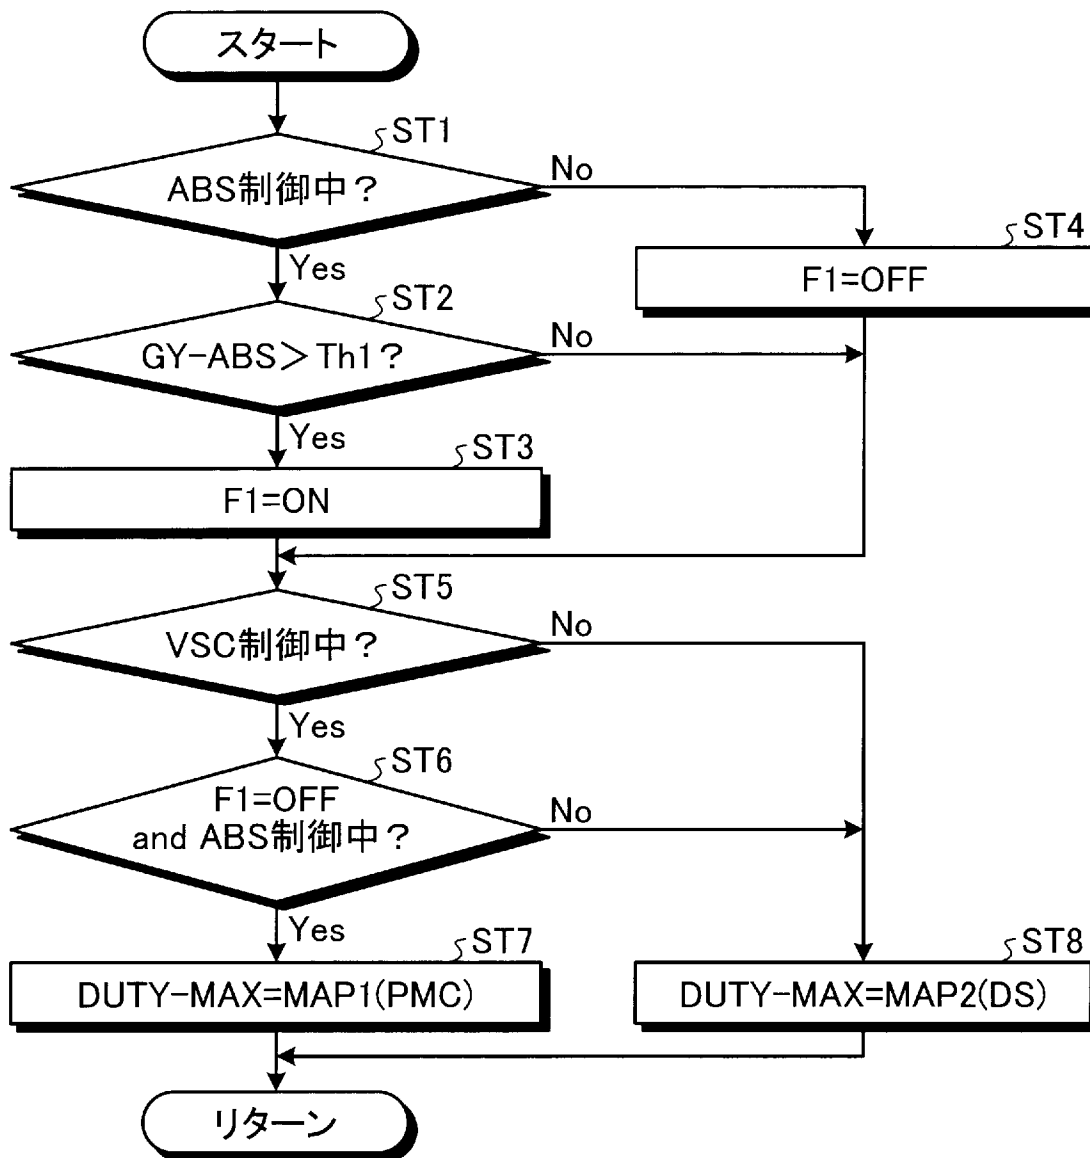 スタート
ST1
ABS制御中？
No
Yes
ST4
F1=OFF
ST2
GY-ABS＞Th1？
No
Yes
ST3
F1=ON
ST5
VSC制御中？
No
Yes
ST6
F1=OFF
and ABS制御中？
No
Yes
ST7
DUTY-MAX=MAP1(PMC)
ST8
DUTY-MAX=MAP2(DS)
リターン